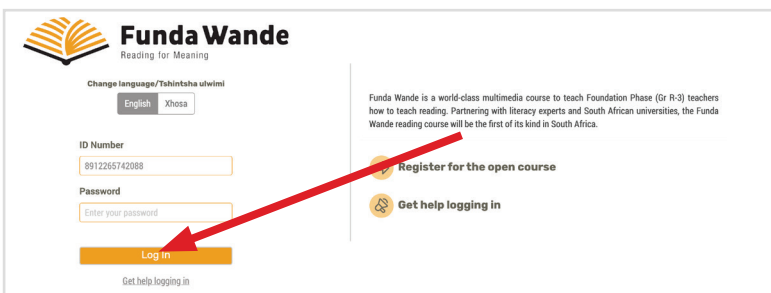 Funda Wande
Reading for Meaning
Change language/Tshintsha ulwimi
English Xhosa
ID Number
8912265742088
Password
Enter your password
Log In
Get help logging in
Funda Wande is a world-class multimedia course to teach Foundation Phase (Gr R-3) teachers
how to teach reading. Partnering with literacy experts and South African universities, the Funda
Wande reading course will be the first of its kind in South Africa.
Register for the open course
Get help logging in